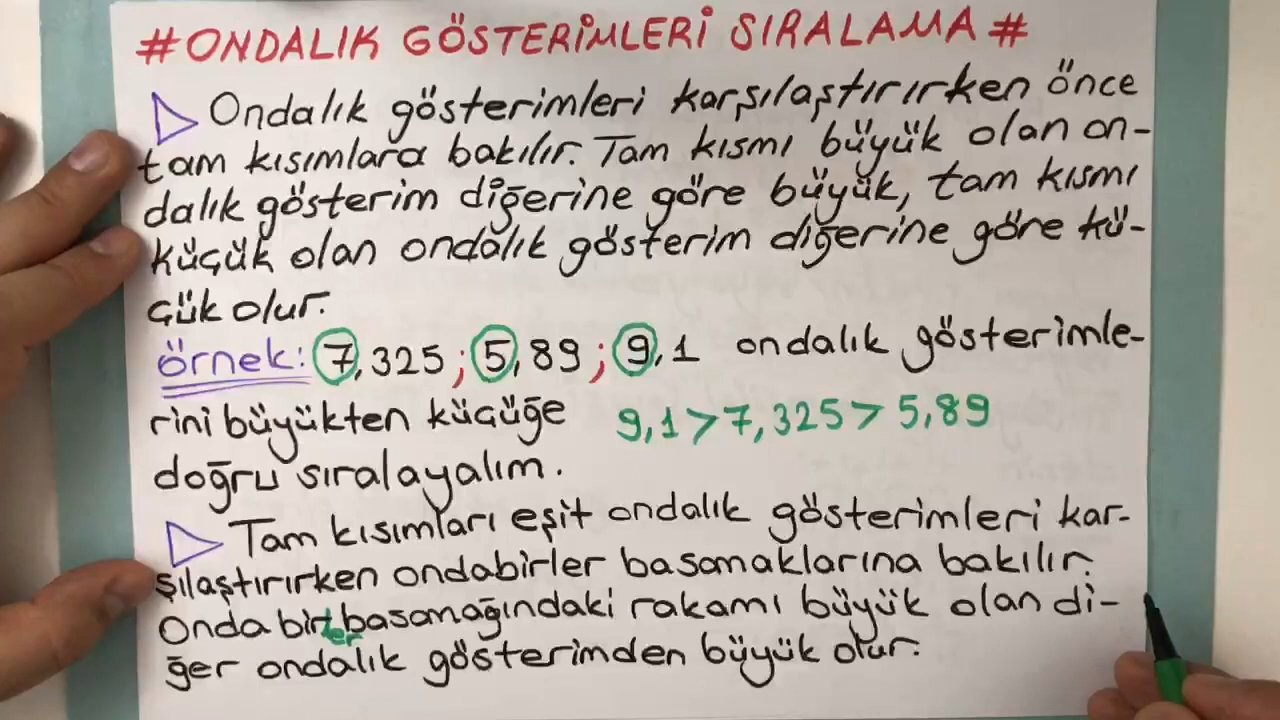 #ONDALIK GÖSTERİMLERİ SIRALAMA#
Ondalık gösterimleri karşılaştırırken önce
tam kısımlara bakılır. Tam kısmı büyük olan on-
dalık gösterim diğerine göre büyük, tam kısmı
küçük olan ondalık gösterim diğerine göre kü-
çük olur.
örnek: 7,325; 5,89; 9,1 ondalık gösterimle-
rini büyükten küçüğe 9,1>7,325>5,89
doğru sıralayalım.
Tam kısımları eşit ondalık gösterimleri kar-
şılaştırırken ondabirler basamaklarına bakılır.
Onda birler basamağındaki rakamı büyük olan di-
ğer ondalık gösterimden büyük olur.